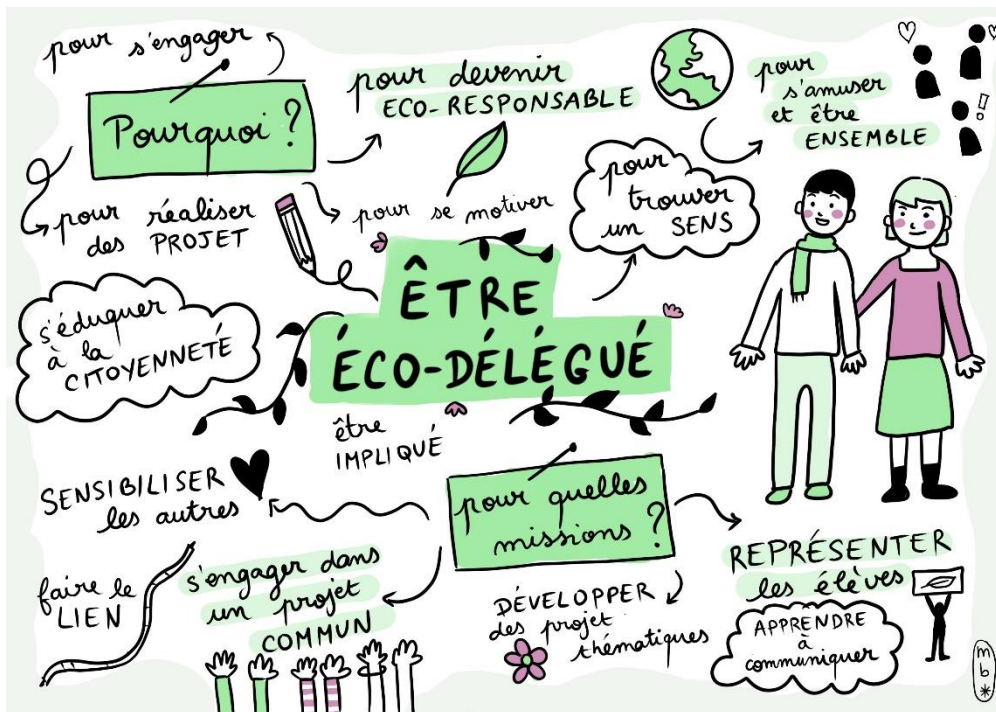 pour s'engager
Pourquoi ?
pour devenir
ECO-RESPONSABLE
pour
s'amuser
et être
ENSEMBLE
pour réaliser
des PROJET
pour se motiver
pour
trouver
un SENS
s'éduquer
à la
CITOYENNETÉ
ÊTRE
ÉCO-DÉLÉGUÉ
être
IMPLIQUÉ
pour quelles
missions ?
SENSIBILISER
les autres
faire le
LIEN
s'engager dans
un projet
COMMUN
DÉVELOPPER
des projet
thématiques
REPRÉSENTER
les élèves
APPRENDRE
à
communiquer
!
mb*